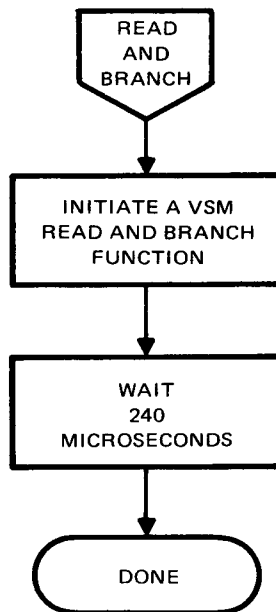 READ
AND
BRANCH
INITIATE A VSM
READ AND BRANCH
FUNCTION
WAIT
240
MICROSECONDS
DONE